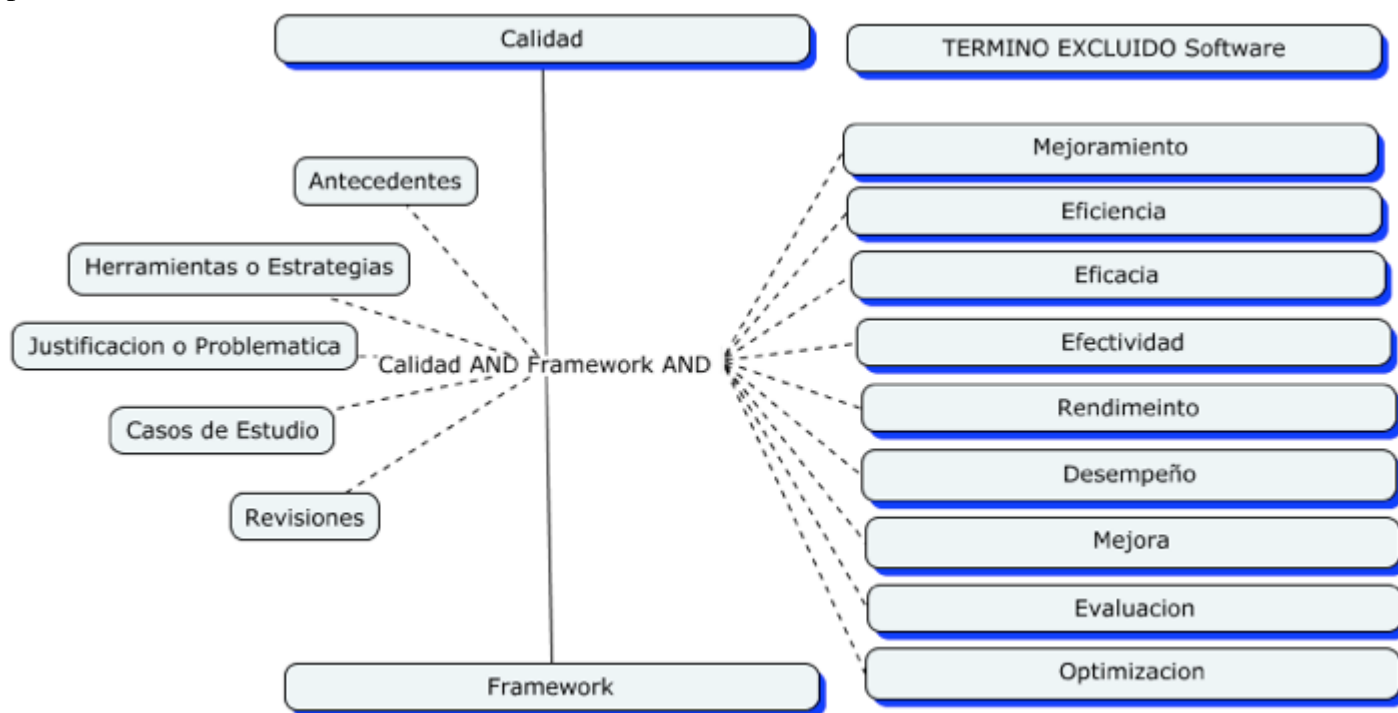 Calidad
TERMINO EXCLUIDO Software
Mejoramiento
Antecedentes
Eficiencia
Herramientas o Estrategias
Eficacia
Justificacion o Problematica
Efectividad
Calidad AND Framework AND
Rendimeinto
Casos de Estudio
Desempeño
Revisiones
Mejora
Evaluacion
Optimizacion
Framework